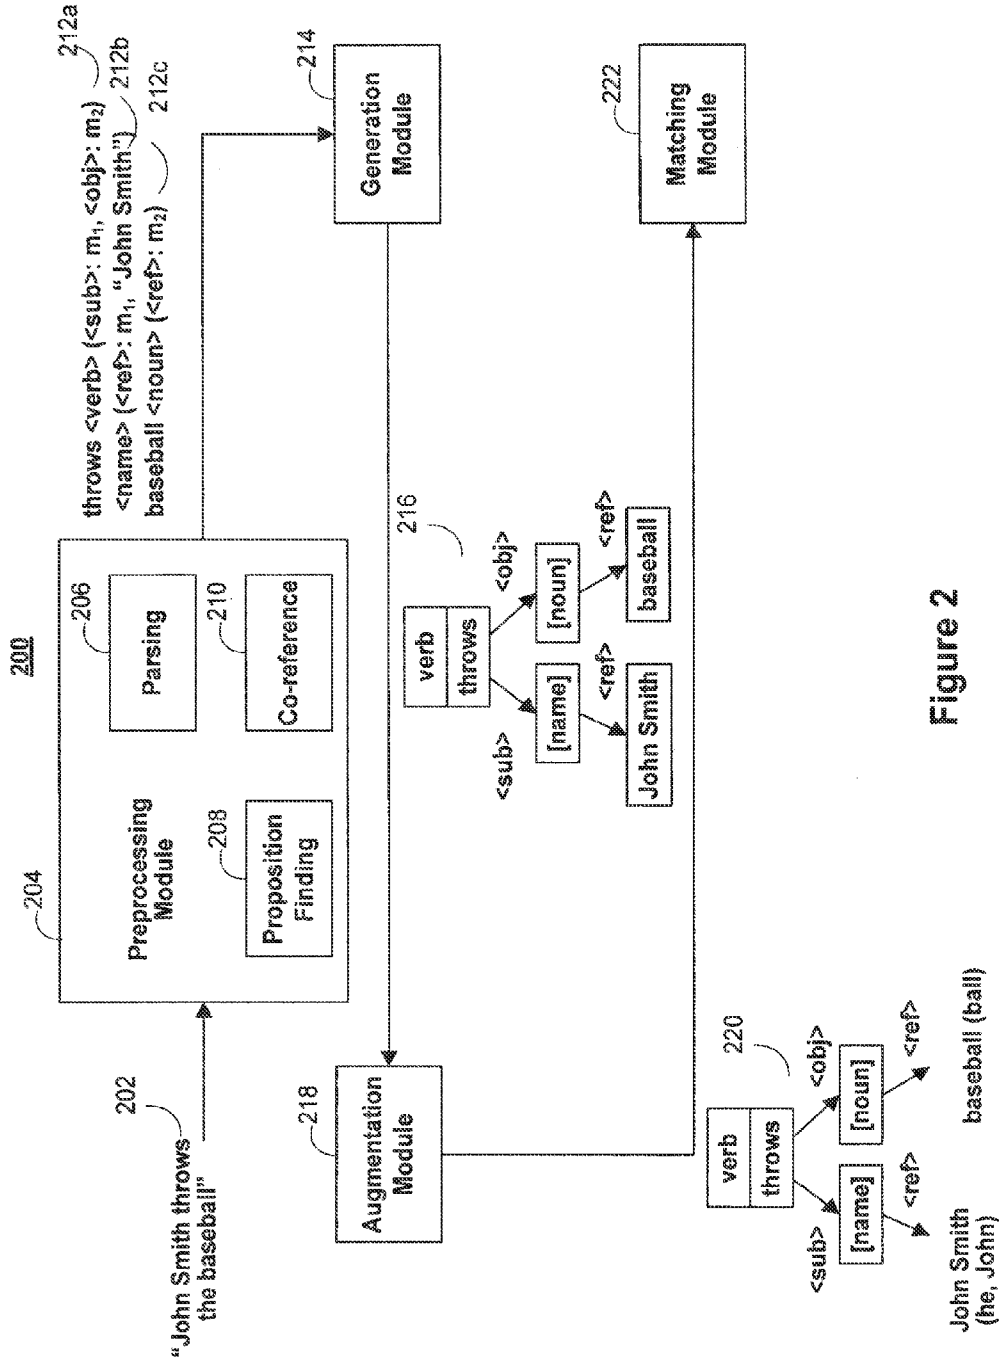 200
202
"John Smith throws
the baseball"
204
Preprocessing
Module
206
Parsing
208
Proposition
Finding
210
Co-reference
throws <verb> (<sub>: m₁, <obj>: m₂)
212a
<name> (<ref>: m₁, "John Smith")
212b
baseball <noun> (<ref>: m₂)
212c
214
Generation
Module
218
Augmentation
Module
216
verb
throws
<sub>
<obj>
[name]
[noun]
<ref>
<ref>
John Smith
baseball
220
verb
throws
<sub>
<obj>
[name]
[noun]
<ref>
<ref>
John Smith
(he, John)
baseball (ball)
222
Matching
Module
Figure 2